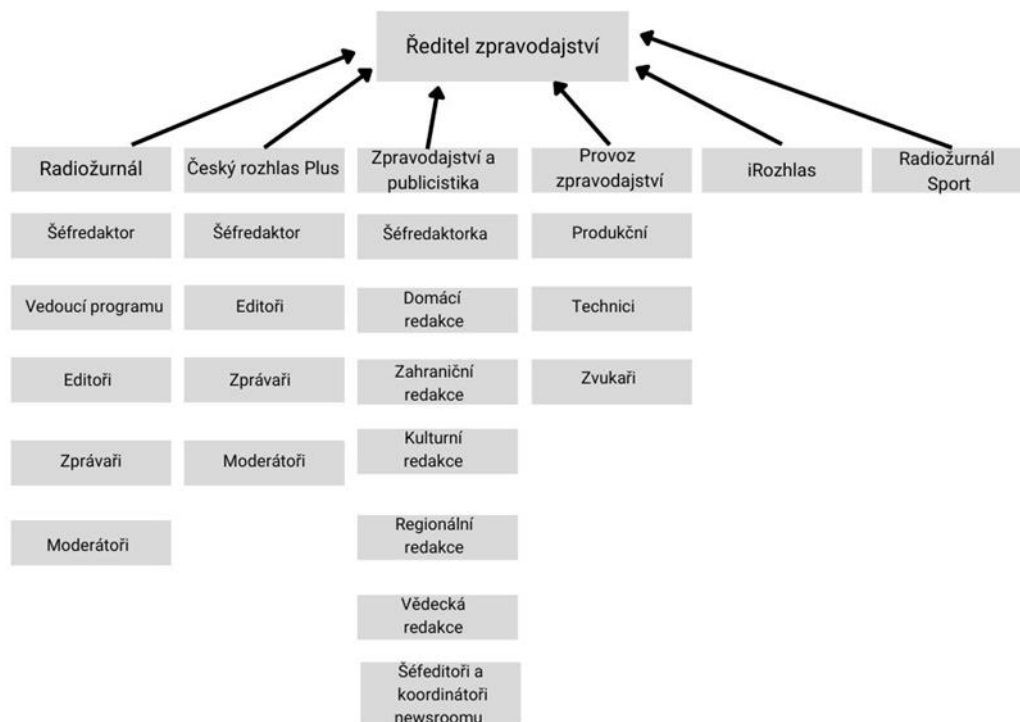 Ředitel zpravodajství
Radiožurnál
Český rozhlas Plus
Zpravodajství a
publicistika
Provoz
zpravodajství
iRozhlas
Radiožurnál
Sport
Šéfredaktor
Šéfredaktor
Šéfredaktorka
Produkční
Vedoucí programu
Editoři
Domácí
redakce
Technici
Editoři
Zprávaři
Zahraniční
redakce
Zvukaři
Zprávaři
Moderátoři
Kulturní
redakce
Moderátoři
Regionální
redakce
Vědecká
redakce
Šéfeditoři a
koordinátoři
newsroomu